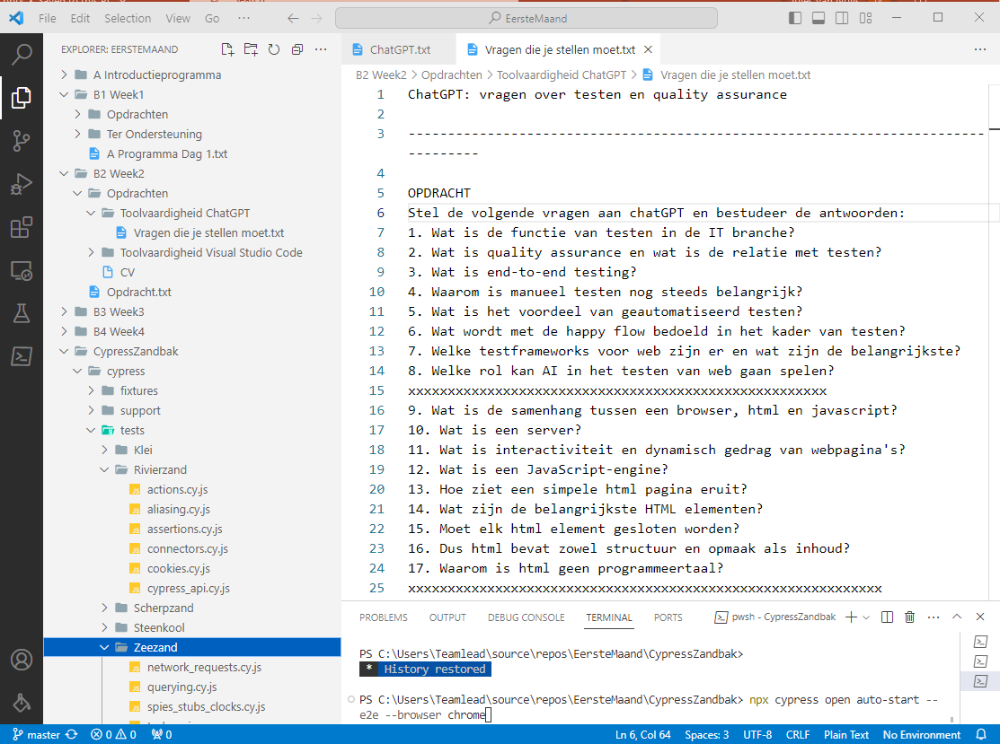 File Edit Selection View Go ··· EersteMaand
EXPLORER: EERSTEMAAND
A Introductieprogramma
B1 Week1
Opdrachten
Ter Ondersteuning
A Programma Dag 1.txt
B2 Week2
Opdrachten
Toolvaardigheid ChatGPT
Vragen die je stellen moet.txt
Toolvaardigheid Visual Studio Code
CV
Opdracht.txt
B3 Week3
B4 Week4
CypressZandbak
cypress
fixtures
support
tests
Klei
Rivierzand
JS actions.cy.js
JS aliasing.cy.js
JS assertions.cy.js
JS connectors.cy.js
JS cookies.cy.js
JS cypress_api.cy.js
Scherpzand
Steenkool
Zeezand
JS network_requests.cy.js
JS querying.cy.js
JS spies_stubs_clocks.cy.js
ChatGPT.txt Vragen die je stellen moet.txt
B2 Week2 > Opdrachten > Toolvaardigheid ChatGPT > Vragen die je stellen moet.txt
1 ChatGPT: vragen over testen en quality assurance
2
3 -------------------------------------------------------------------------
---------
4
5 OPDRACHT
6 Stel de volgende vragen aan chatGPT en bestudeer de antwoorden:
7 1. Wat is de functie van testen in de IT branche?
8 2. Wat is quality assurance en wat is de relatie met testen?
9 3. Wat is end-to-end testing?
10 4. Waarom is manueel testen nog steeds belangrijk?
11 5. Wat is het voordeel van geautomatiseerd testen?
12 6. Wat wordt met de happy flow bedoeld in het kader van testen?
13 7. Welke testframeworks voor web zijn er en wat zijn de belangrijkste?
14 8. Welke rol kan AI in het testen van web gaan spelen?
15 xxxxxxxxxxxxxxxxxxxxxxxxxxxxxxxxxxxxxxxxxxxxxxxxxxxxx
16 9. Wat is de samenhang tussen een browser, html en javascript?
17 10. Wat is een server?
18 11. Wat is interactiviteit en dynamisch gedrag van webpagina's?
19 12. Wat is een JavaScript-engine?
20 13. Hoe ziet een simpele html pagina eruit?
21 14. Wat zijn de belangrijkste HTML elementen?
22 15. Moet elk html element gesloten worden?
23 16. Dus html bevat zowel structuur en opmaak als inhoud?
24 17. Waarom is html geen programmeertaal?
25 xxxxxxxxxxxxxxxxxxxxxxxxxxxxxxxxxxxxxxxxxxxxxxxxxxxxxxxxxxxx
PROBLEMS OUTPUT DEBUG CONSOLE TERMINAL PORTS pwsh - CypressZandbak
PS C:\Users\Teamlead\source\repos\EersteMaand\CypressZandbak>
* History restored
PS C:\Users\Teamlead\source\repos\EersteMaand\CypressZandbak> npx cypress open auto-start --
e2e --browser chrome
master 0 0 0 Ln 6, Col 64 Spaces: 3 UTF-8 CRLF Plain Text No Environment